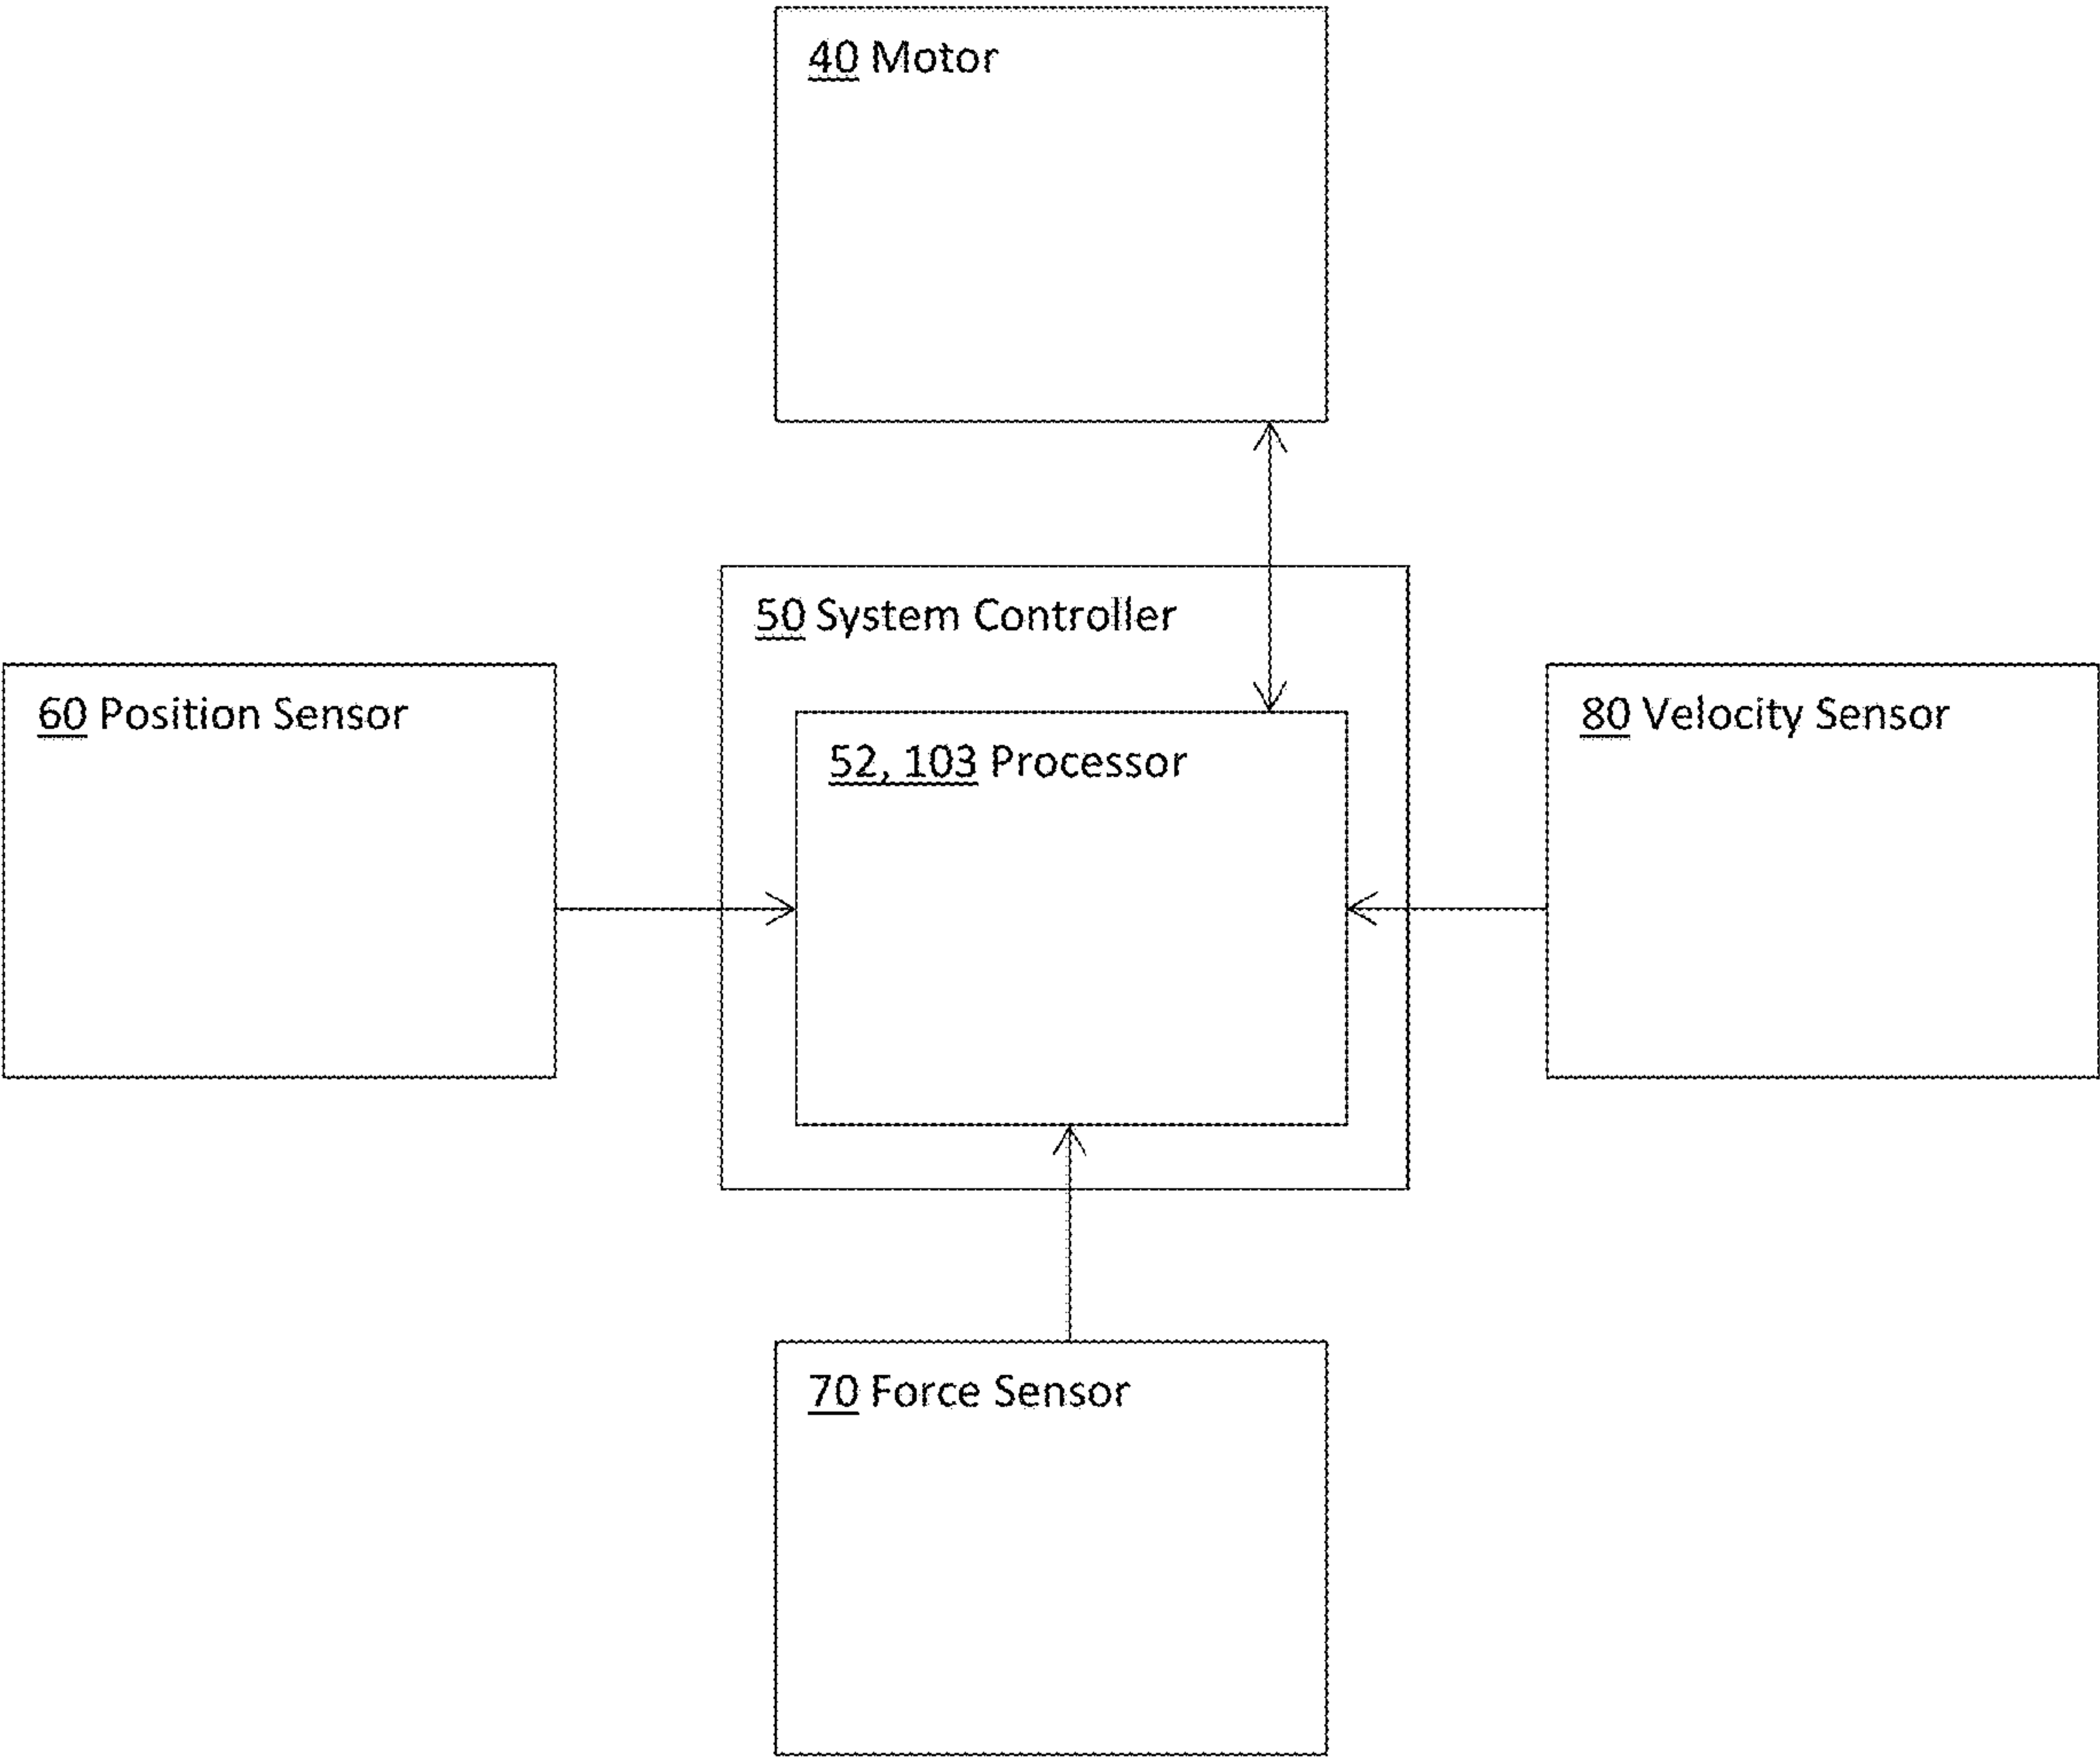 40 Motor
50 System Controller
60 Position Sensor
80 Velocity Sensor
52, 103 Processor
70 Force Sensor